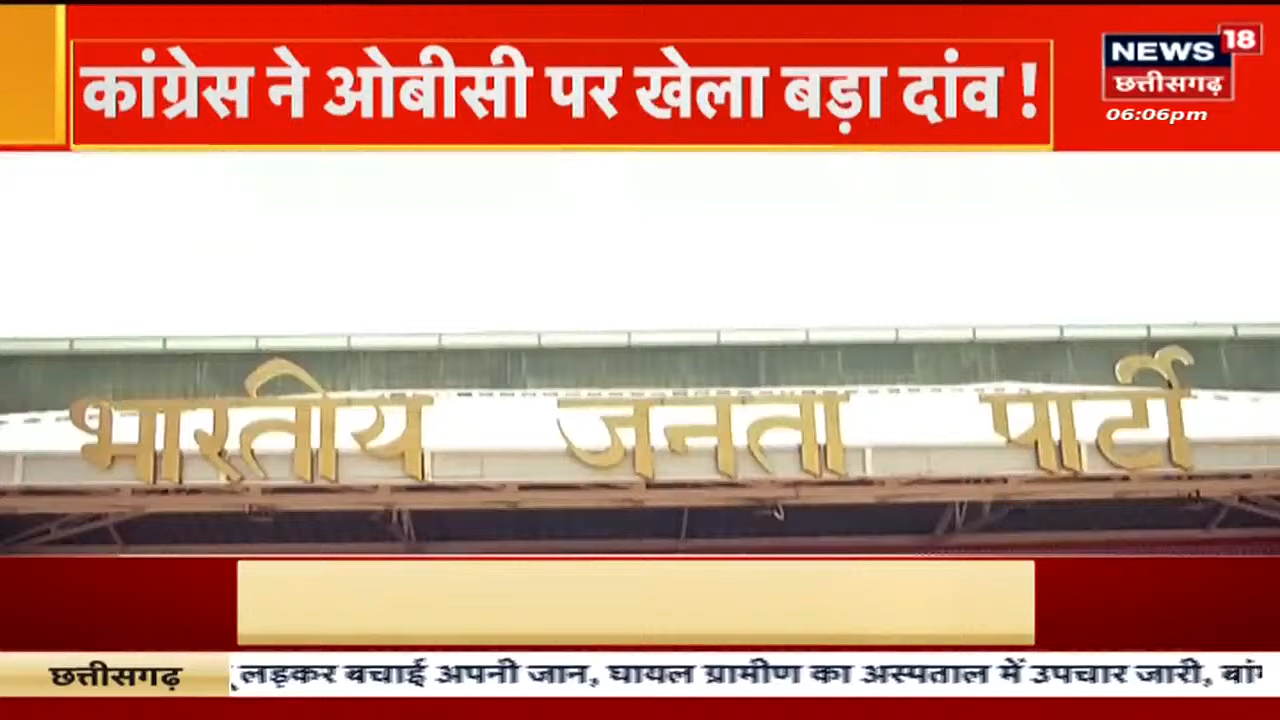 कांग्रेस ने ओबीसी पर खेला बड़ा दांव !
NEWS 18
छत्तीसगढ़
06:06pm
भारतीय जनता पार्टी
छत्तीसगढ़
लड़कर बचाई अपनी जान, घायल ग्रामीण का अस्पताल में उपचार जारी,